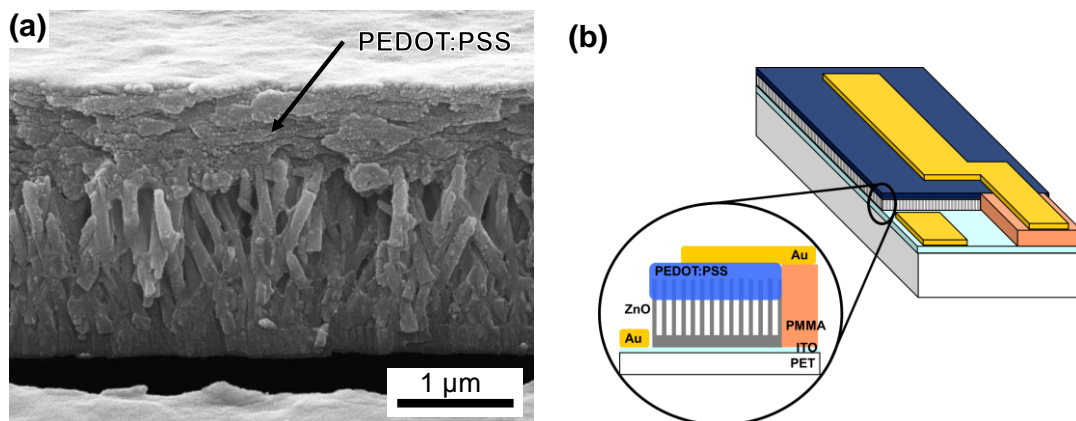 (a)
PEDOT:PSS
1 µm
(b)
Au
PEDOT:PSS
ZnO
Au
PMMA
ITO
PET